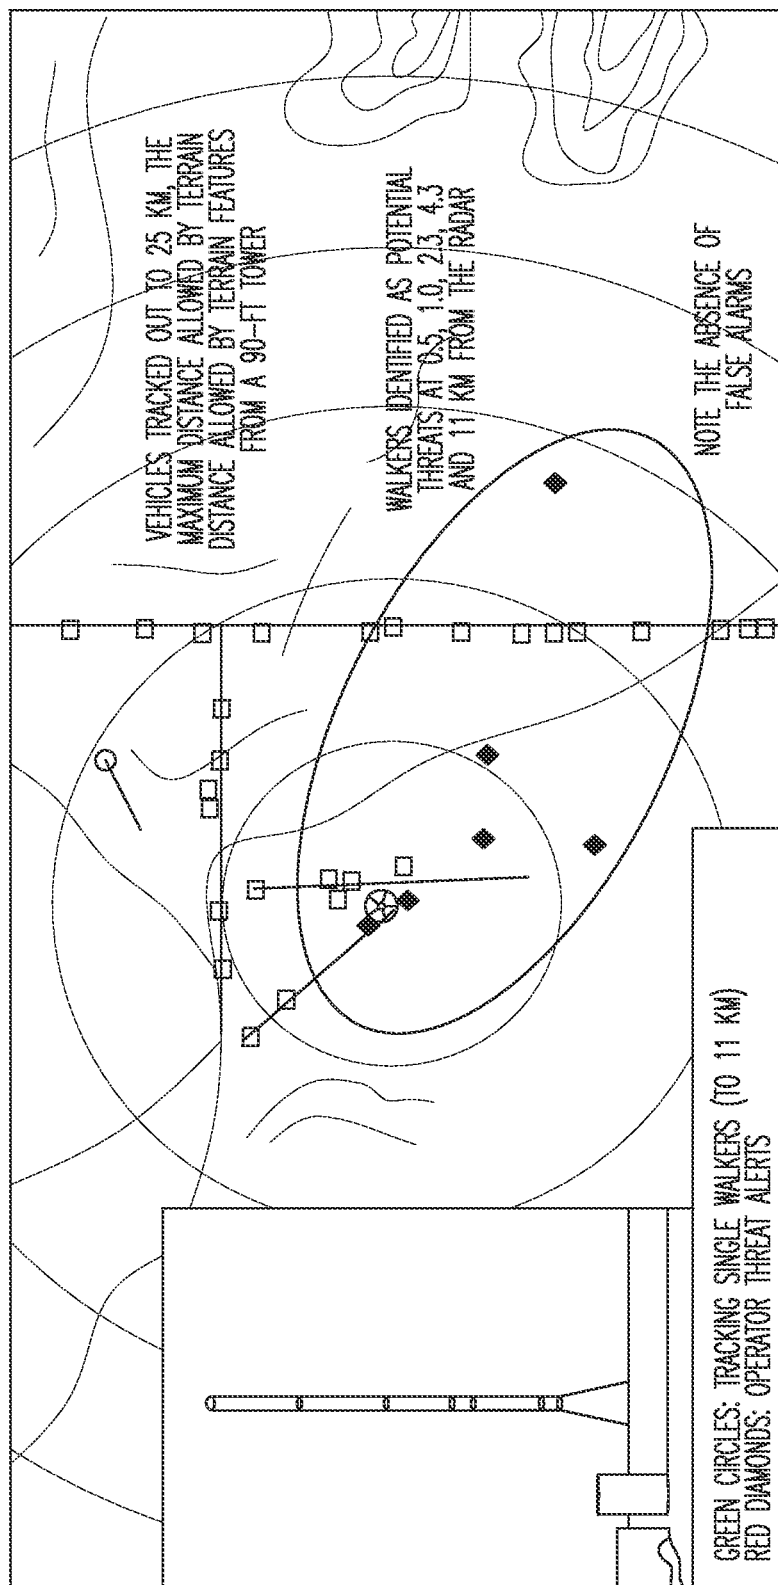 VEHICLES TRACKED OUT TO 25 KM, THE
MAXIMUM DISTANCE ALLOWED BY TERRAIN
DISTANCE ALLOWED BY TERRAIN FEATURES
FROM A 90-FT TOWER
WALKERS IDENTIFIED AS POTENTIAL
THREATS AT 0.5, 1.0, 2.3, 4.3
AND 11 KM FROM THE RADAR
NOTE THE ABSENCE OF
FALSE ALARMS
GREEN CIRCLES: TRACKING SINGLE WALKERS (TO 11 KM)
RED DIAMONDS: OPERATOR THREAT ALERTS